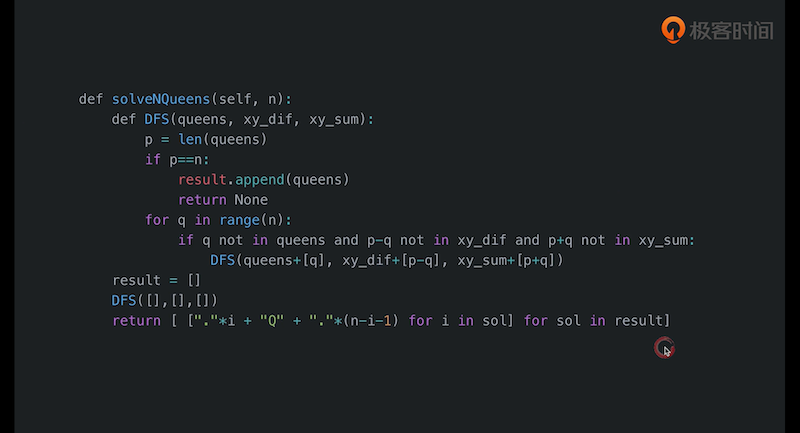 极客时间
def solveNQueens(self, n):
    def DFS(queens, xy_dif, xy_sum):
        p = len(queens)
        if p==n:
            result.append(queens)
            return None
        for q in range(n):
            if q not in queens and p-q not in xy_dif and p+q not in xy_sum:
                DFS(queens+[q], xy_dif+[p-q], xy_sum+[p+q])
    result = []
    DFS([],[],[])
    return [ ["."*i + "Q" + "."*(n-i-1) for i in sol] for sol in result]